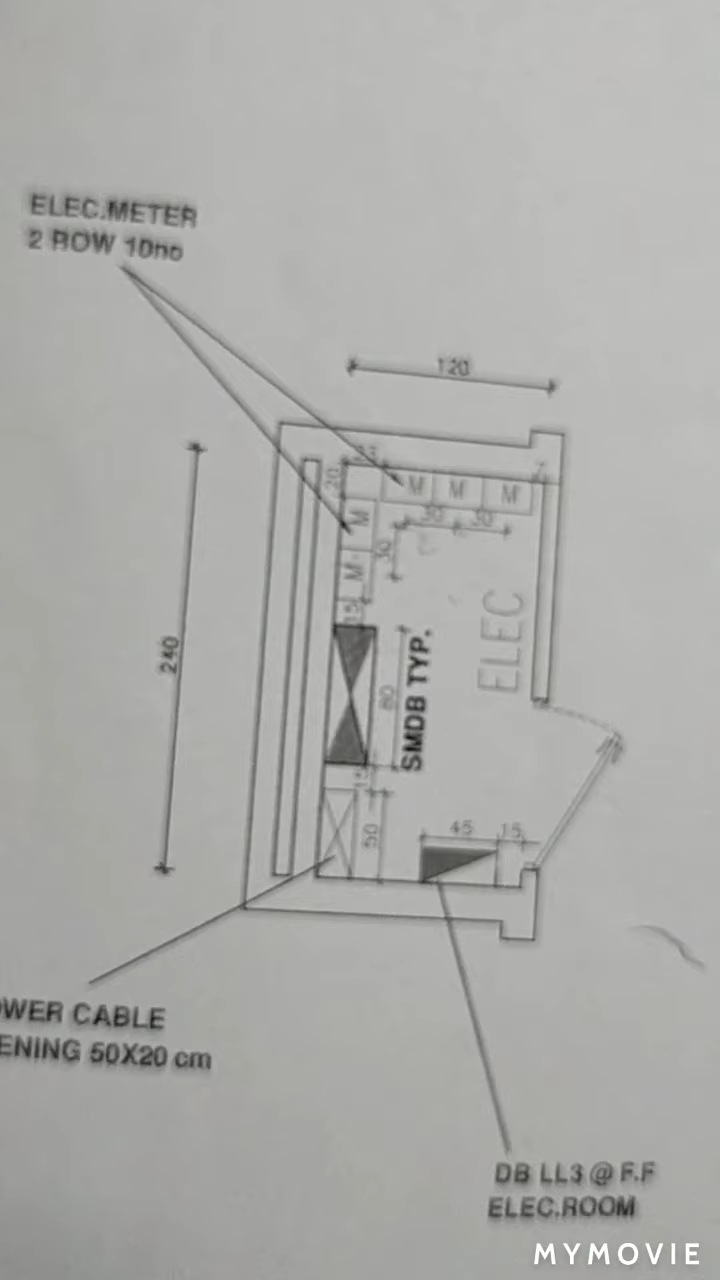 ELEC.METER
2 ROW 10no
120
20
M M M
30 30
M
30
M
15
240
ELEC
80
SMDB TYP.
15
50
45 15
WER CABLE
ENING 50X20 cm
DB LL3 @ F.F
ELEC.ROOM
MYMOVIE